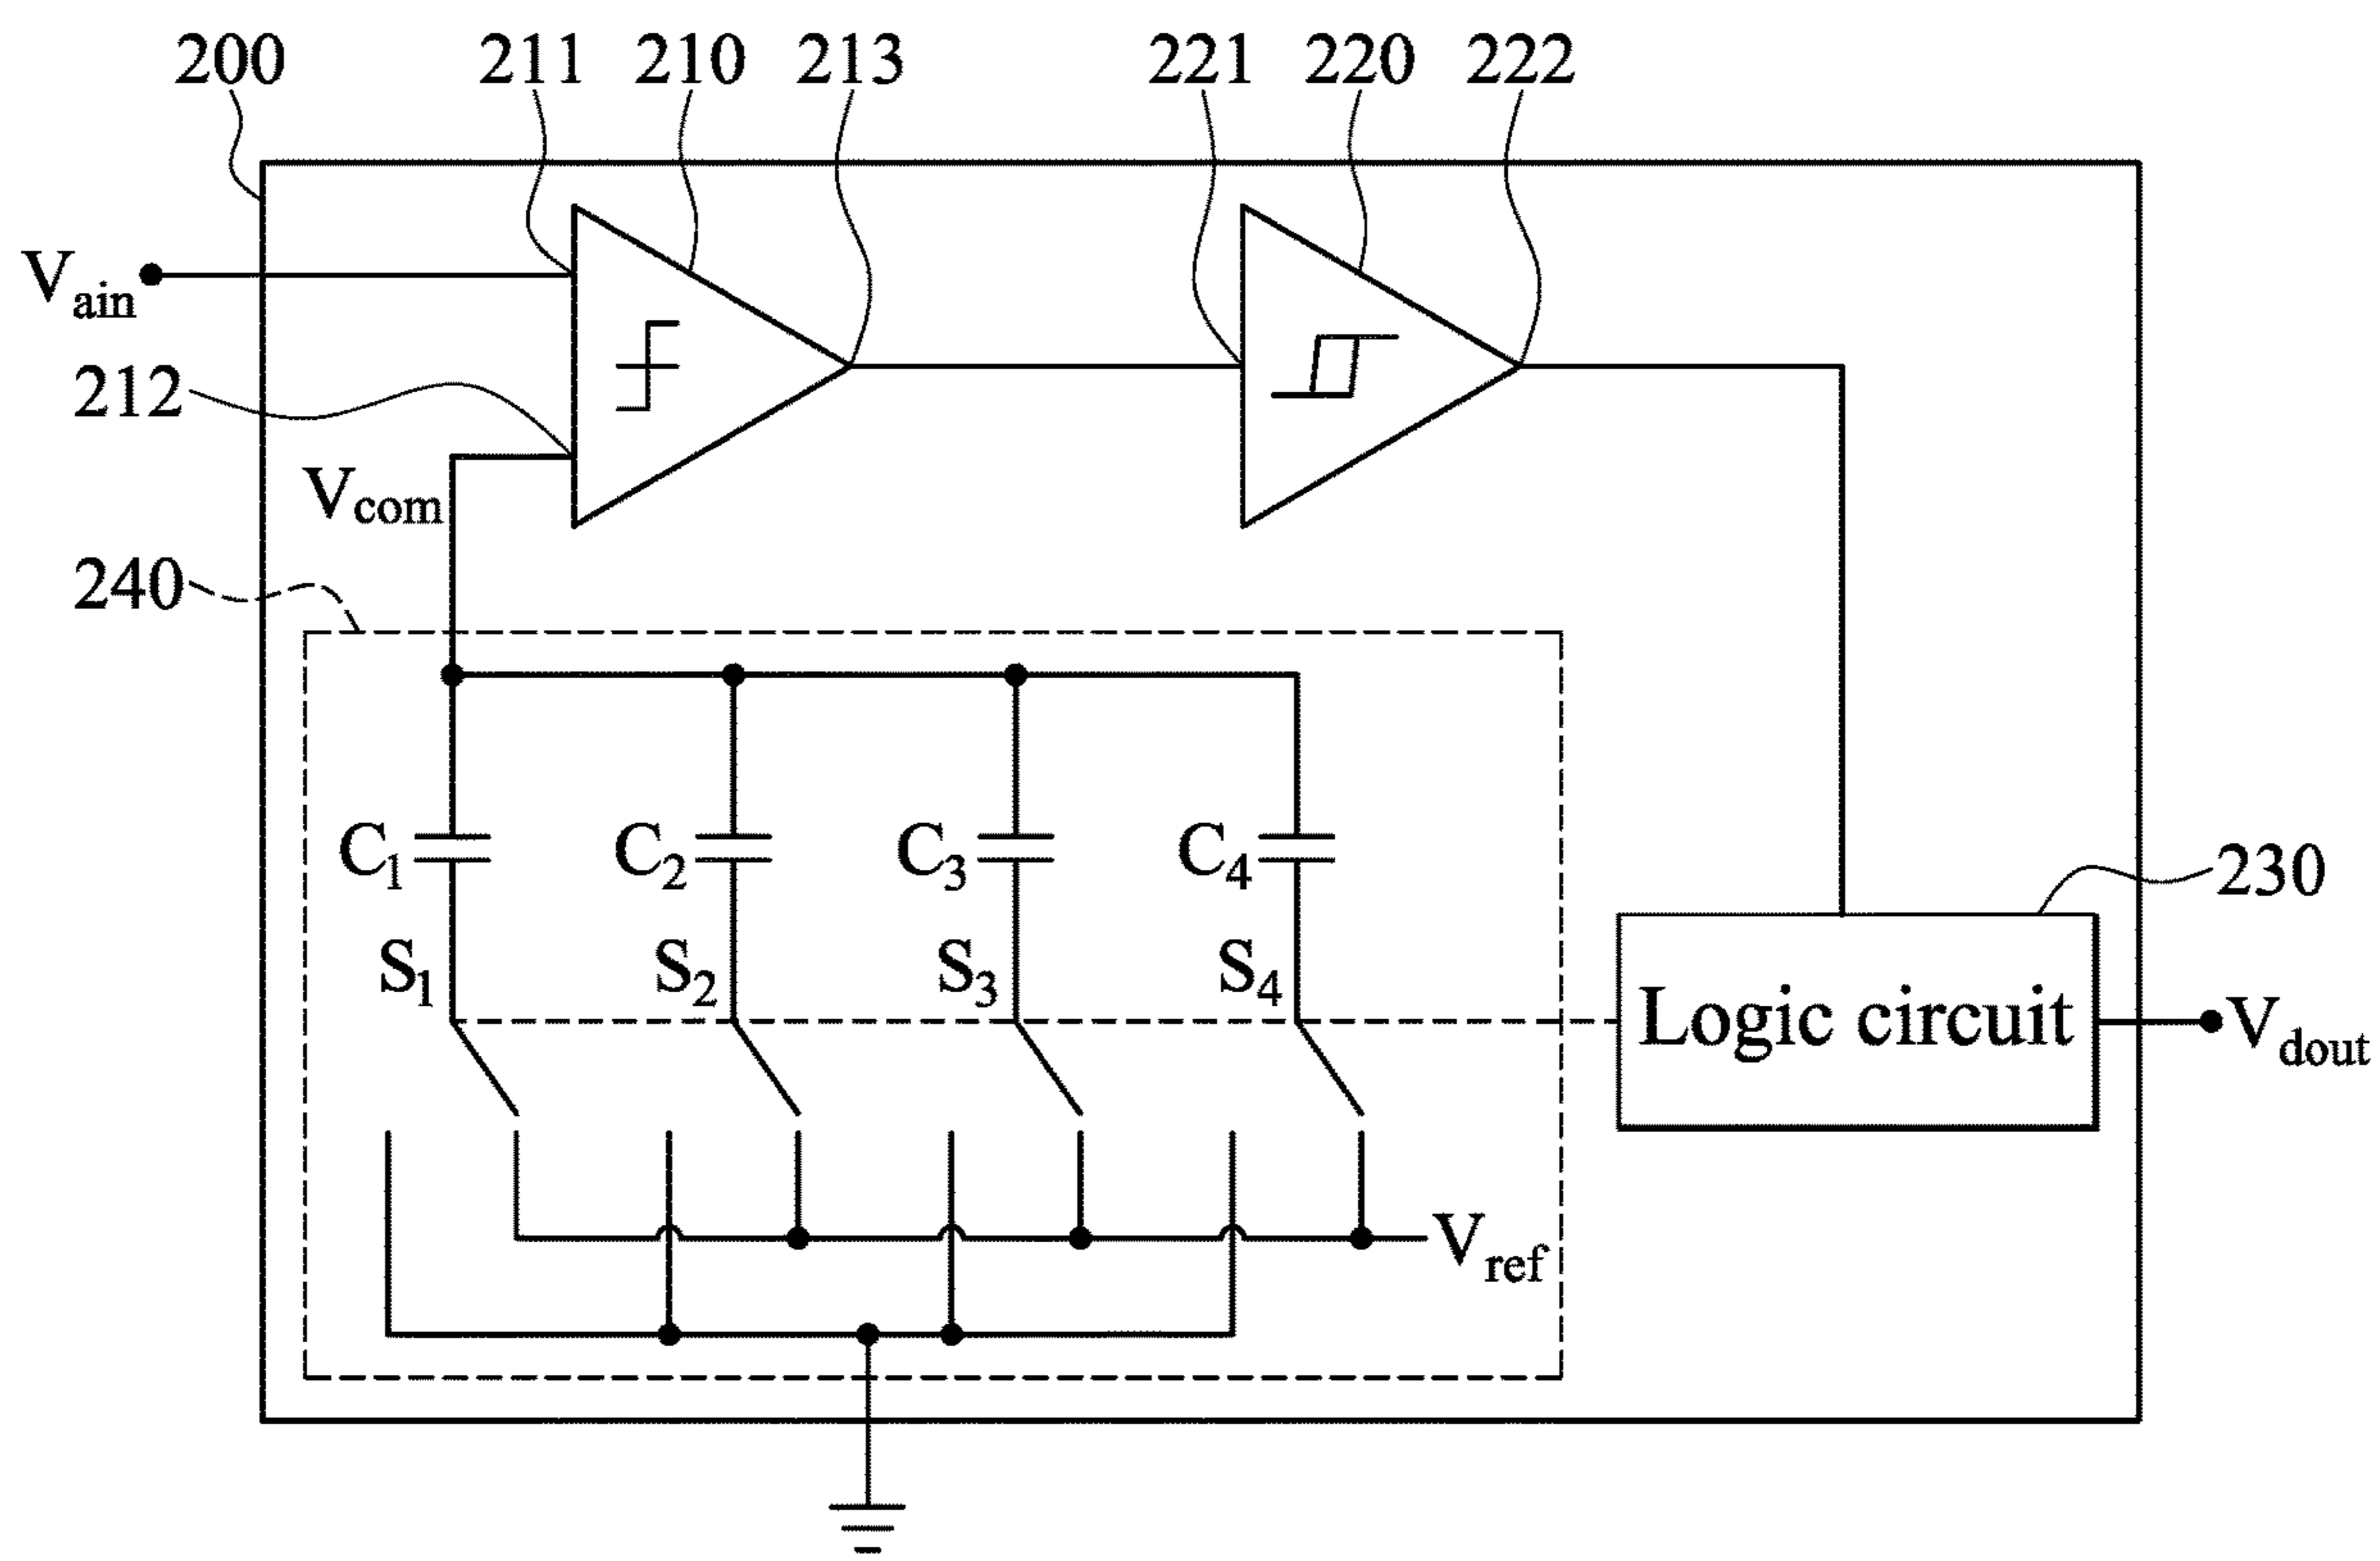 200 211 210 213 221 220 222
Vain
212
Vcom
240
C1 C2 C3 C4
230
S1 S2 S3 S4
Logic circuit
Vdout
Vref